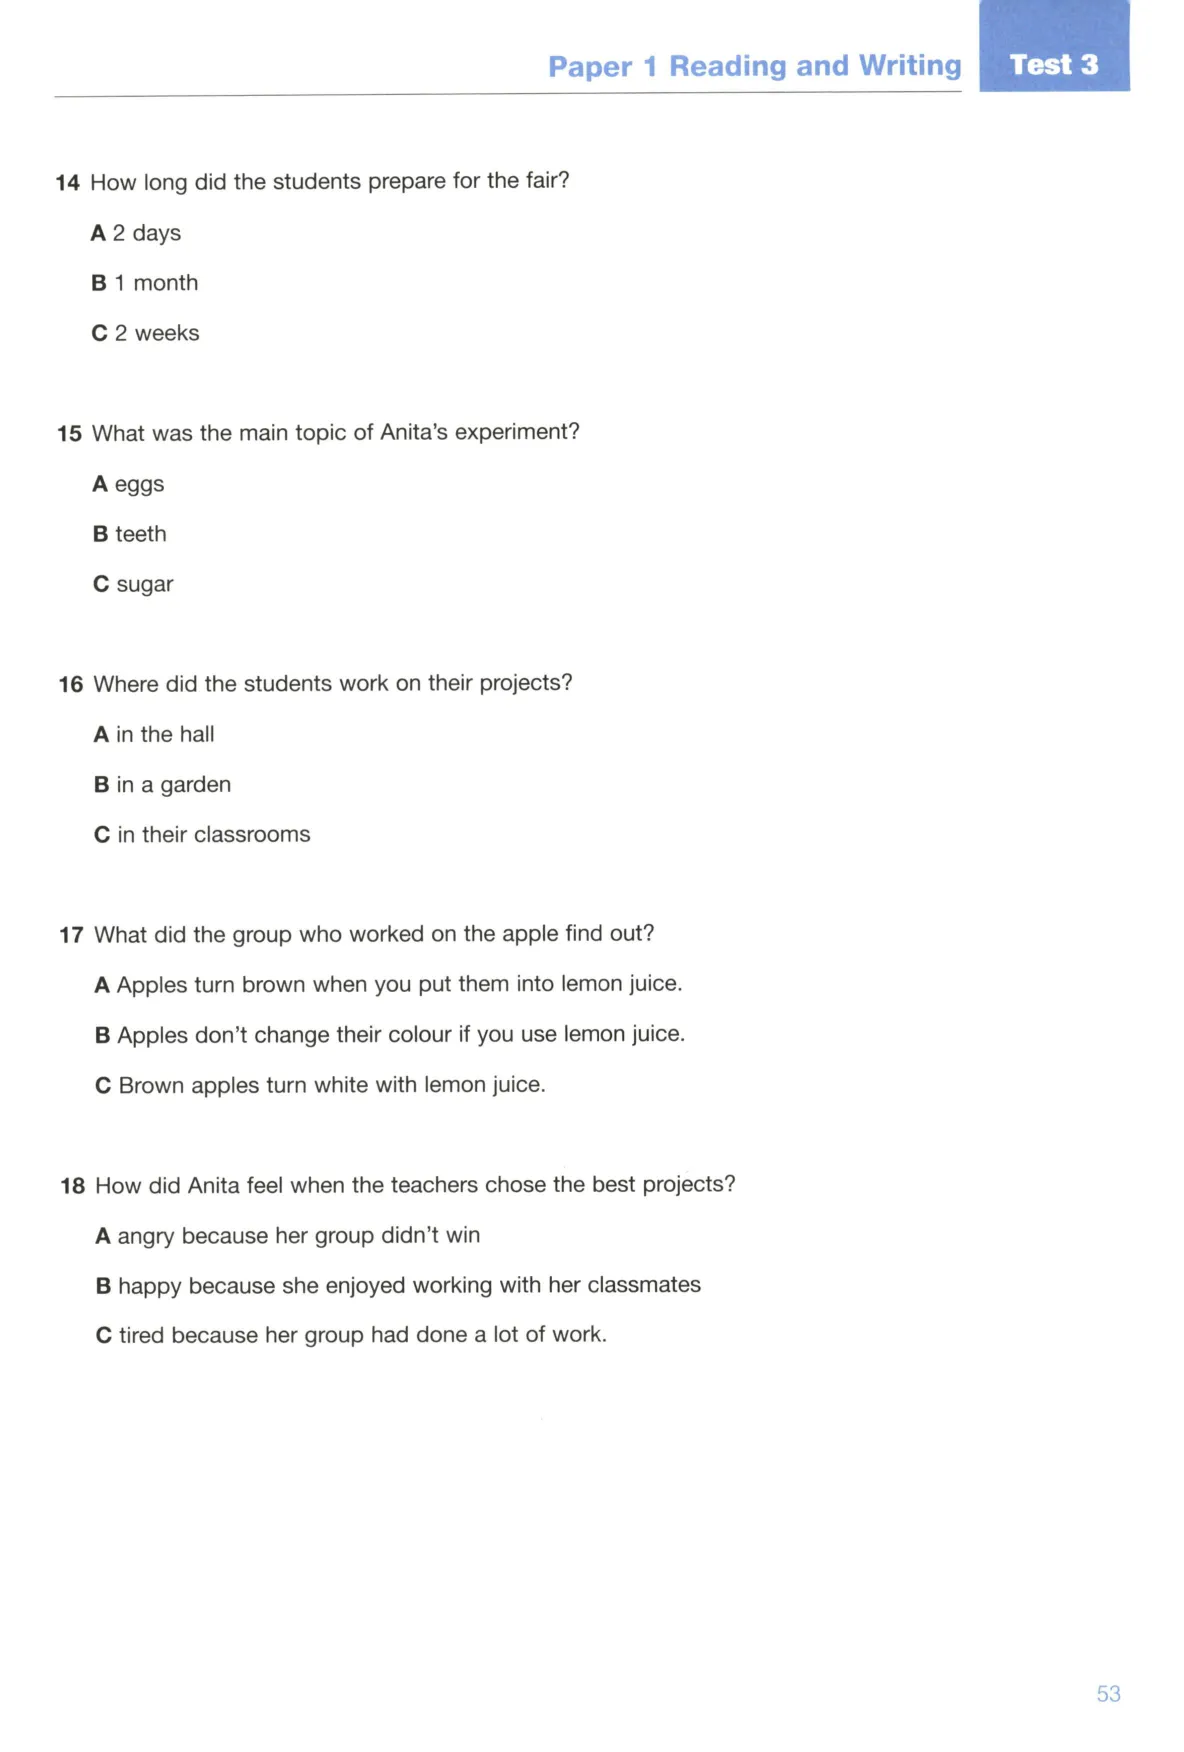 Paper 1 Reading and Writing Test 3
14 How long did the students prepare for the fair?
A 2 days
B 1 month
C 2 weeks
15 What was the main topic of Anita's experiment?
A eggs
B teeth
C sugar
16 Where did the students work on their projects?
A in the hall
B in a garden
C in their classrooms
17 What did the group who worked on the apple find out?
A Apples turn brown when you put them into lemon juice.
B Apples don't change their colour if you use lemon juice.
C Brown apples turn white with lemon juice.
18 How did Anita feel when the teachers chose the best projects?
A angry because her group didn't win
B happy because she enjoyed working with her classmates
C tired because her group had done a lot of work.
53